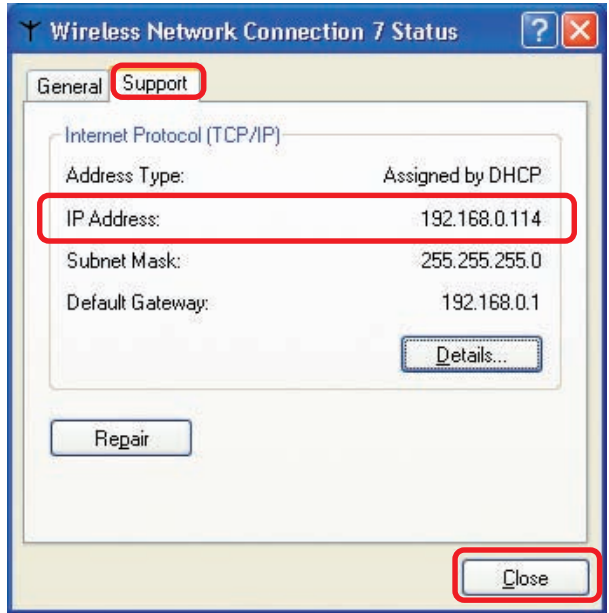 Wireless Network Connection 7 Status
General Support
Internet Protocol (TCP/IP)
Address Type: Assigned by DHCP
IP Address: 192.168.0.114
Subnet Mask: 255.255.255.0
Default Gateway: 192.168.0.1
Details...
Repair
Close